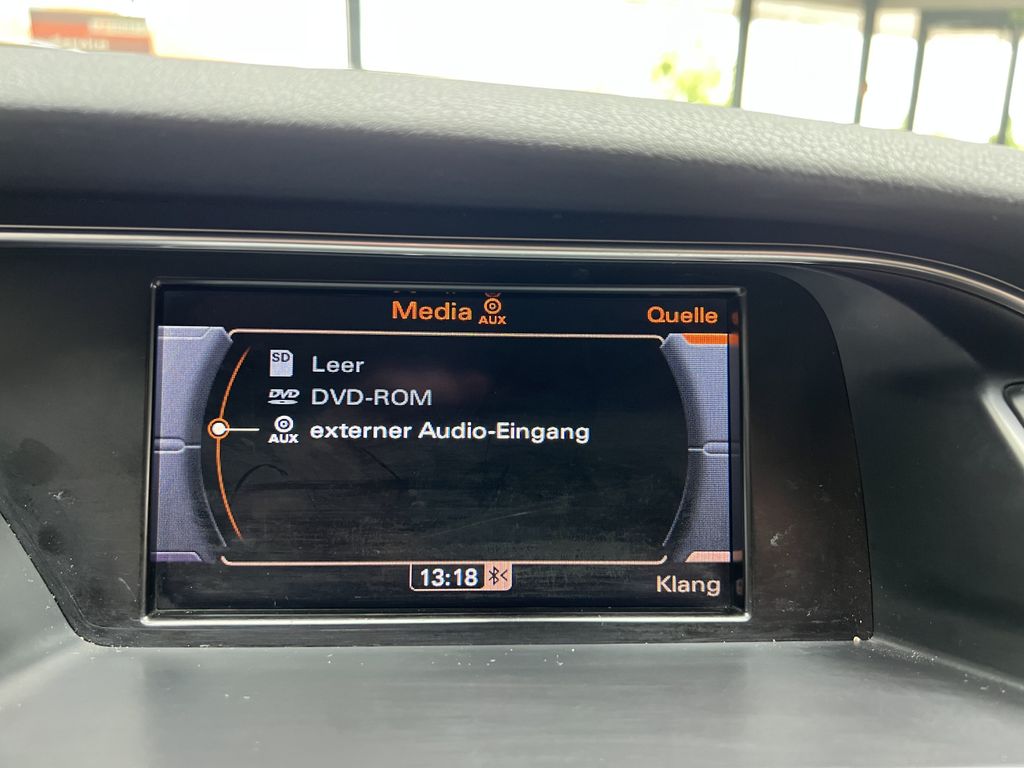 Media AUX
Quelle
SD Leer
DVD DVD-ROM
AUX externer Audio-Eingang
13:18
Klang